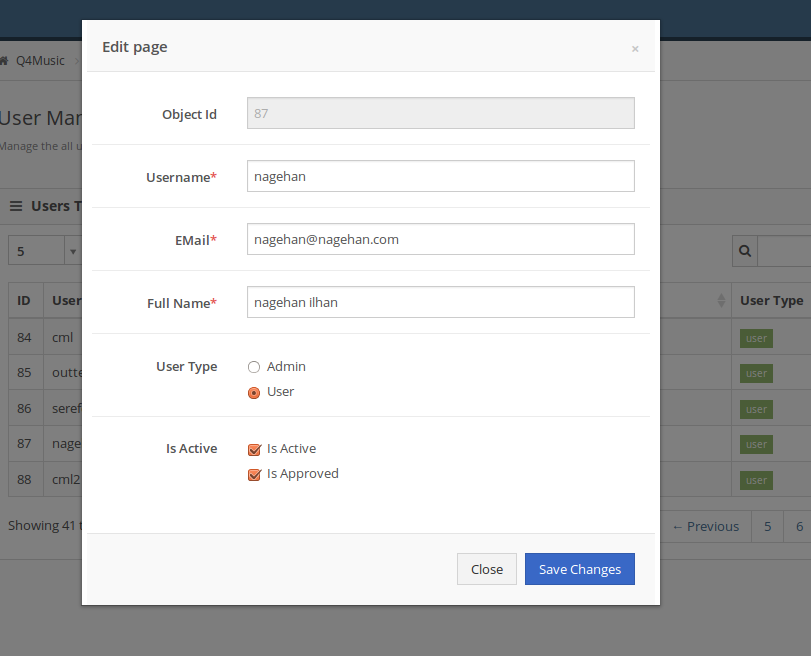 Edit page ×
Q4Music
User Mar
Manage the all u
Users T
5
ID User User Type
84 cml user
85 outte user
86 seref user
87 nage user
88 cml2 user
Showing 41
← Previous 5 6
Object Id 87
Username* nagehan
EMail* nagehan@nagehan.com
Full Name* nagehan ilhan
User Type Admin
User
Is Active Is Active
Is Approved
Close Save Changes